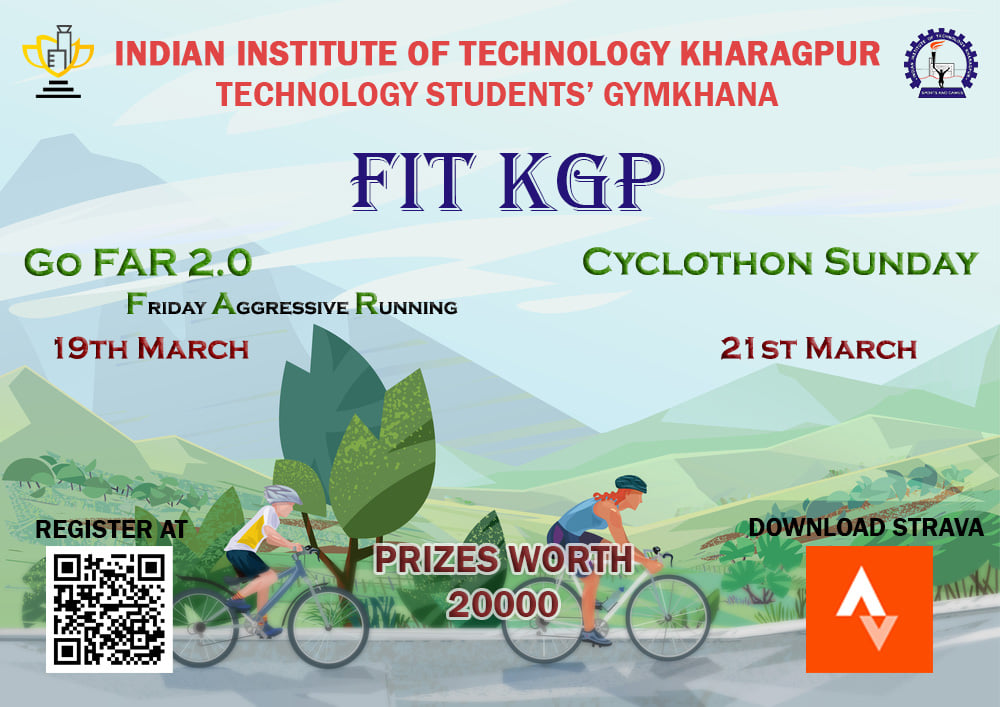 INDIAN INSTITUTE OF TECHNOLOGY KHARAGPUR
TECHNOLOGY STUDENTS' GYMKHANA
FIT KGP
GO FAR 2.0
FRIDAY AGGRESSIVE RUNNING
19TH MARCH
CYCLOTHON SUNDAY
21ST MARCH
REGISTER AT
PRIZES WORTH
20000
DOWNLOAD STRAVA